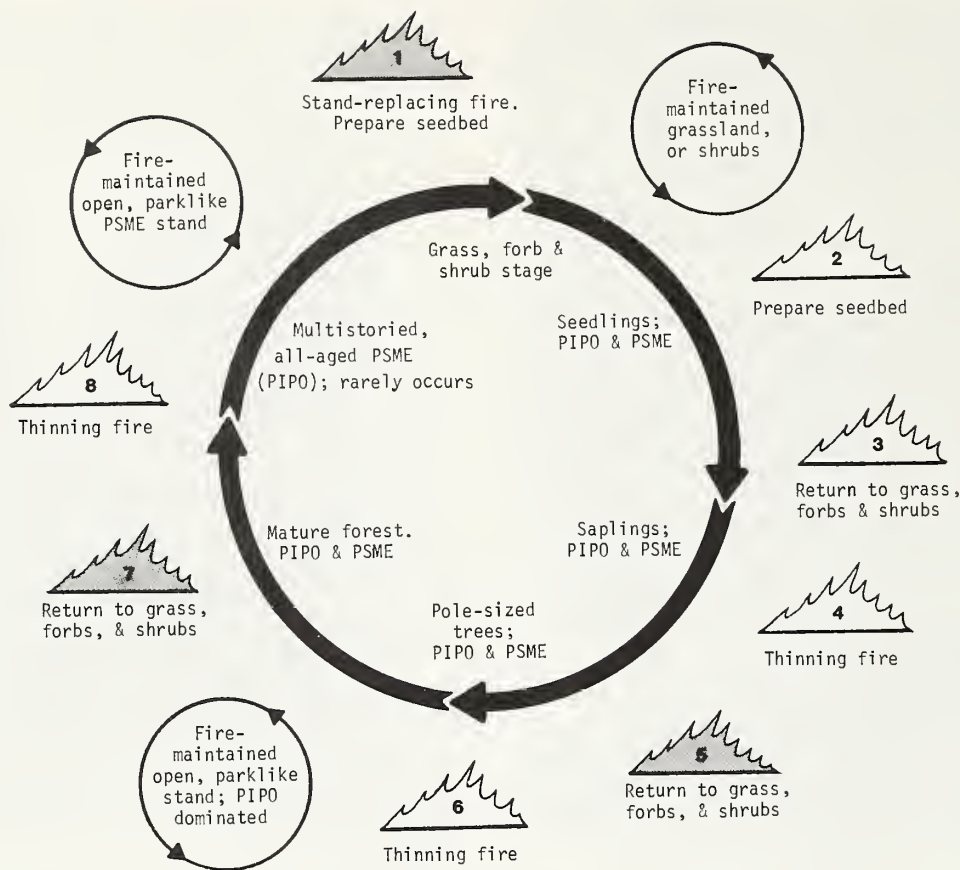 1
Stand-replacing fire.
Prepare seedbed
Fire-
maintained
grassland,
or shrubs
Fire-
maintained
open, parklike
PSME stand
2
Prepare seedbed
Grass, forb &
shrub stage
Seedlings;
PIPO & PSME
Multistoried,
all-aged PSME
(PIPO); rarely occurs
8
Thinning fire
3
Return to grass,
forbs & shrubs
Saplings;
PIPO & PSME
Mature forest.
PIPO & PSME
7
Return to grass,
forbs, & shrubs
4
Thinning fire
Pole-sized
trees;
PIPO & PSME
5
Return to grass,
forbs, & shrubs
Fire-
maintained
open, parklike
stand; PIPO
dominated
6
Thinning fire